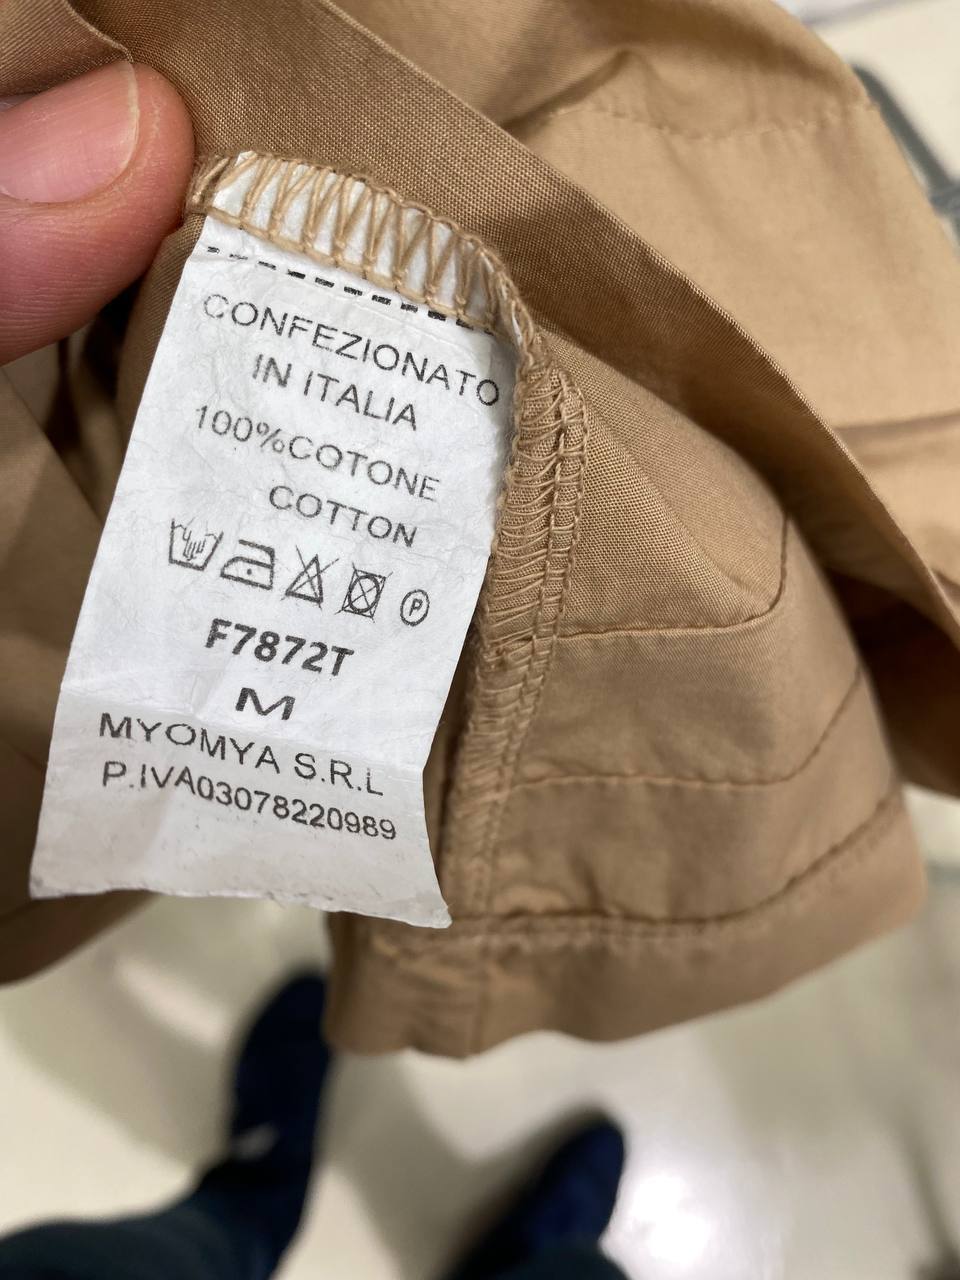 CONFEZIONATO
IN ITALIA
100%COTONE
COTTON
P
F7872T
M
MYOMYA S.R.L
P.IVA03078220989